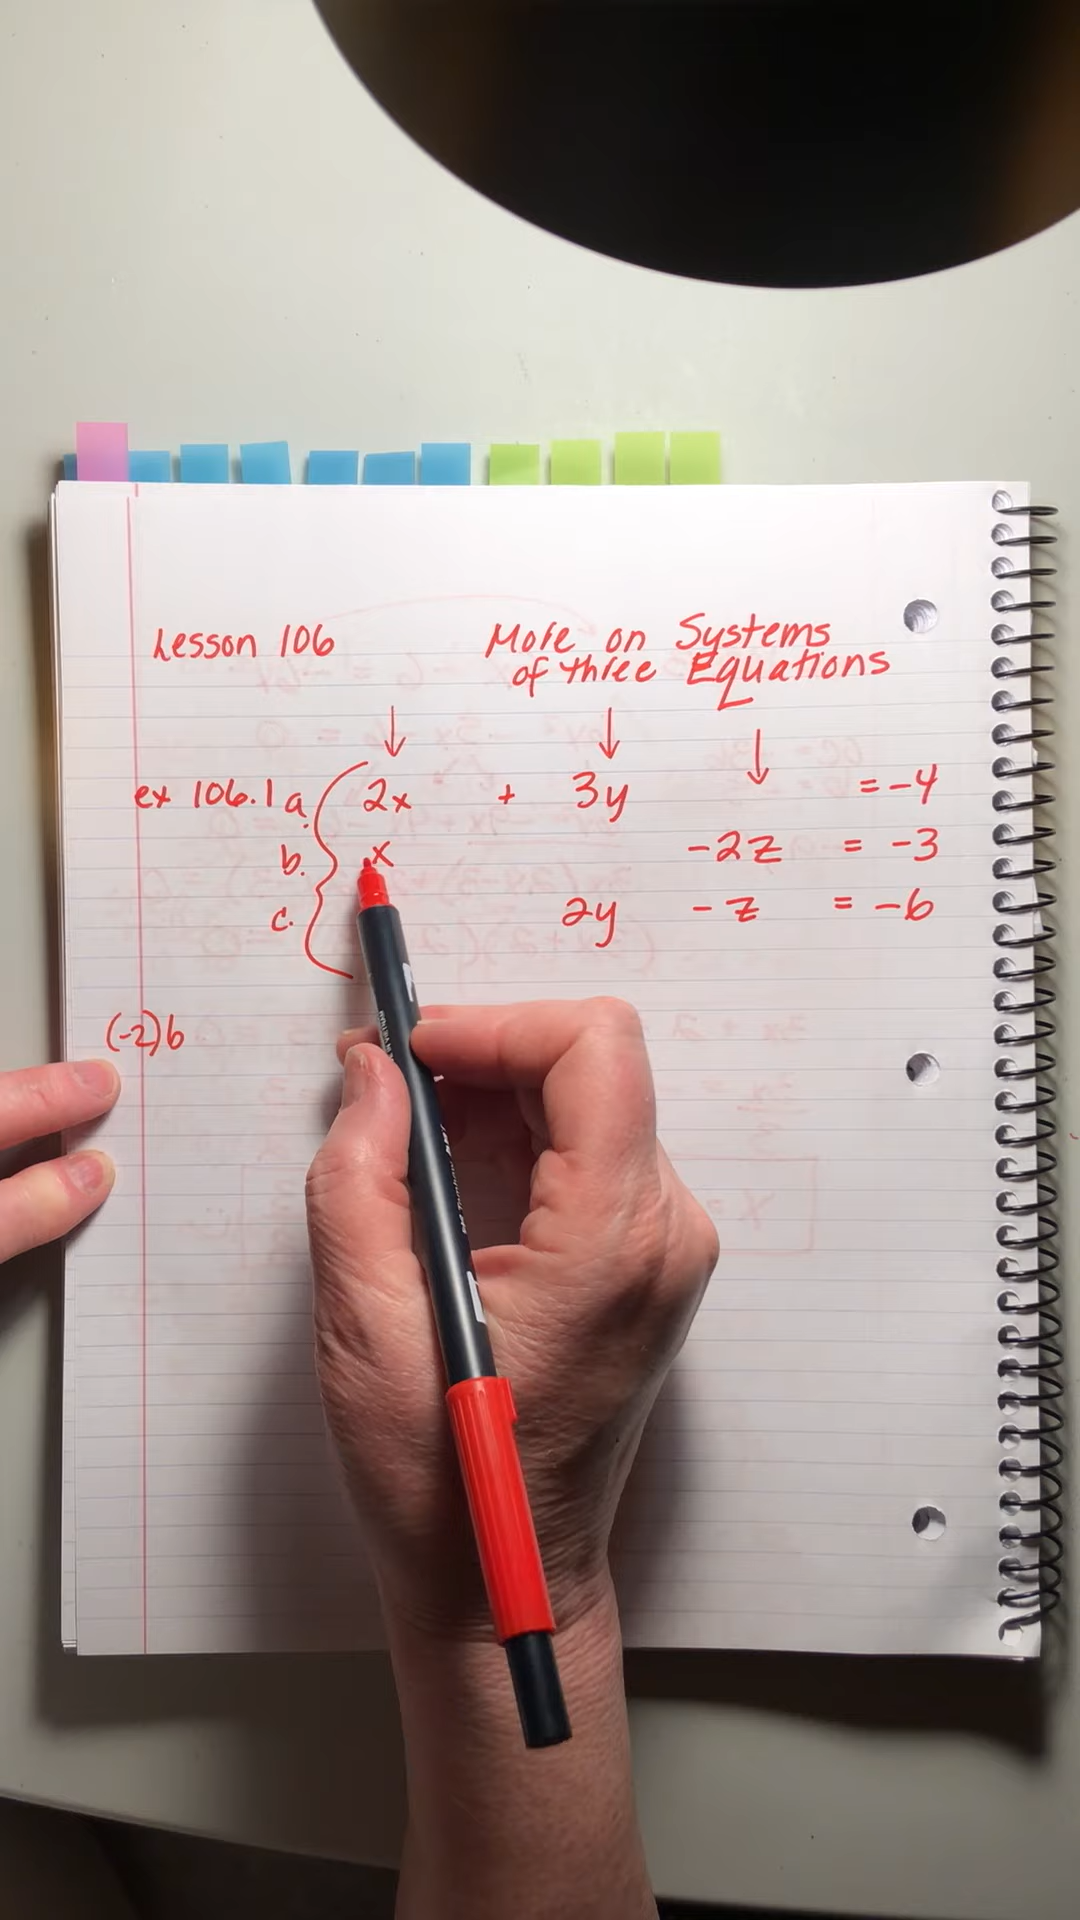 Lesson 106 More on Systems
of three Equations
ex 106.1 a. 2x + 3y = -4
b. x -2z = -3
c. 2y -z = -6
(-2)b